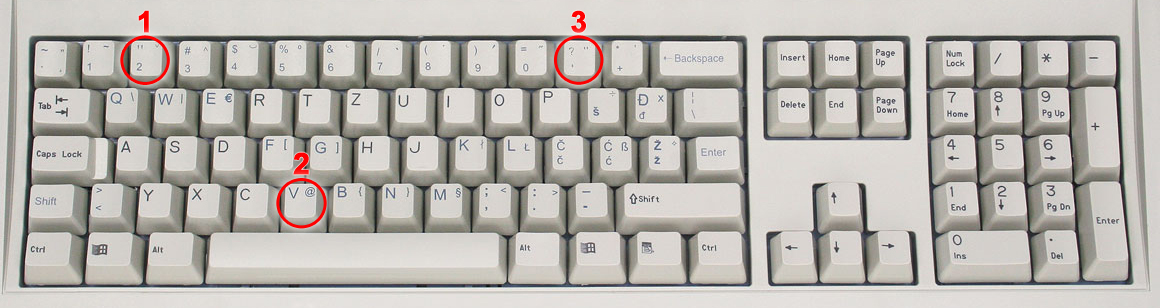 1 3
~ " ! ~ " ˇ # ^ $ ˘ % ° & ˛ / ` ( ˙ ) ´ = ˝ ? ¨ * ¸ ←Backspace Insert Home Page Up Num Lock / * −
1 2 3 4 5 6 7 8 9 0 ' +
Tab Q \ W | E € R T Z U I O P š ÷ Đ × đ | \ Delete End Page Down 7 Home 8 ↑ 9 Pg Up +
Caps Lock A S D F [ G ] H J K ł L Ł Č č Ć ß ć Ž ž Enter 4 ← 5 6 →
2
Shift > < Y X C V @ B { N } M § ; < , : > . – - ⇧Shift ↑ 1 End 2 ↓ 3 Pg Dn Enter
Ctrl Alt Alt Ctrl ← ↓ → 0 Ins . Del